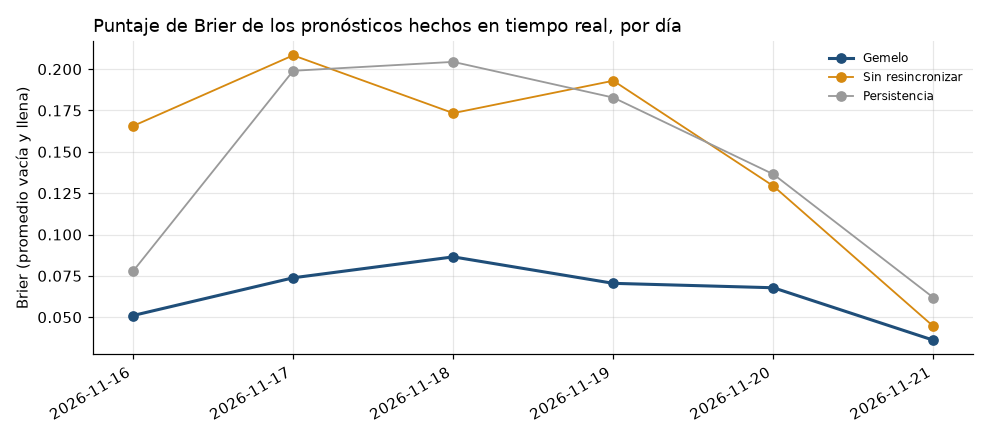 Puntaje de Brier de los pronósticos hechos en tiempo real, por día
Brier (promedio vacía y llena)
0.200
0.175
0.150
0.125
0.100
0.075
0.050
Gemelo
Sin resincronizar
Persistencia
2026-11-16
2026-11-17
2026-11-18
2026-11-19
2026-11-20
2026-11-21